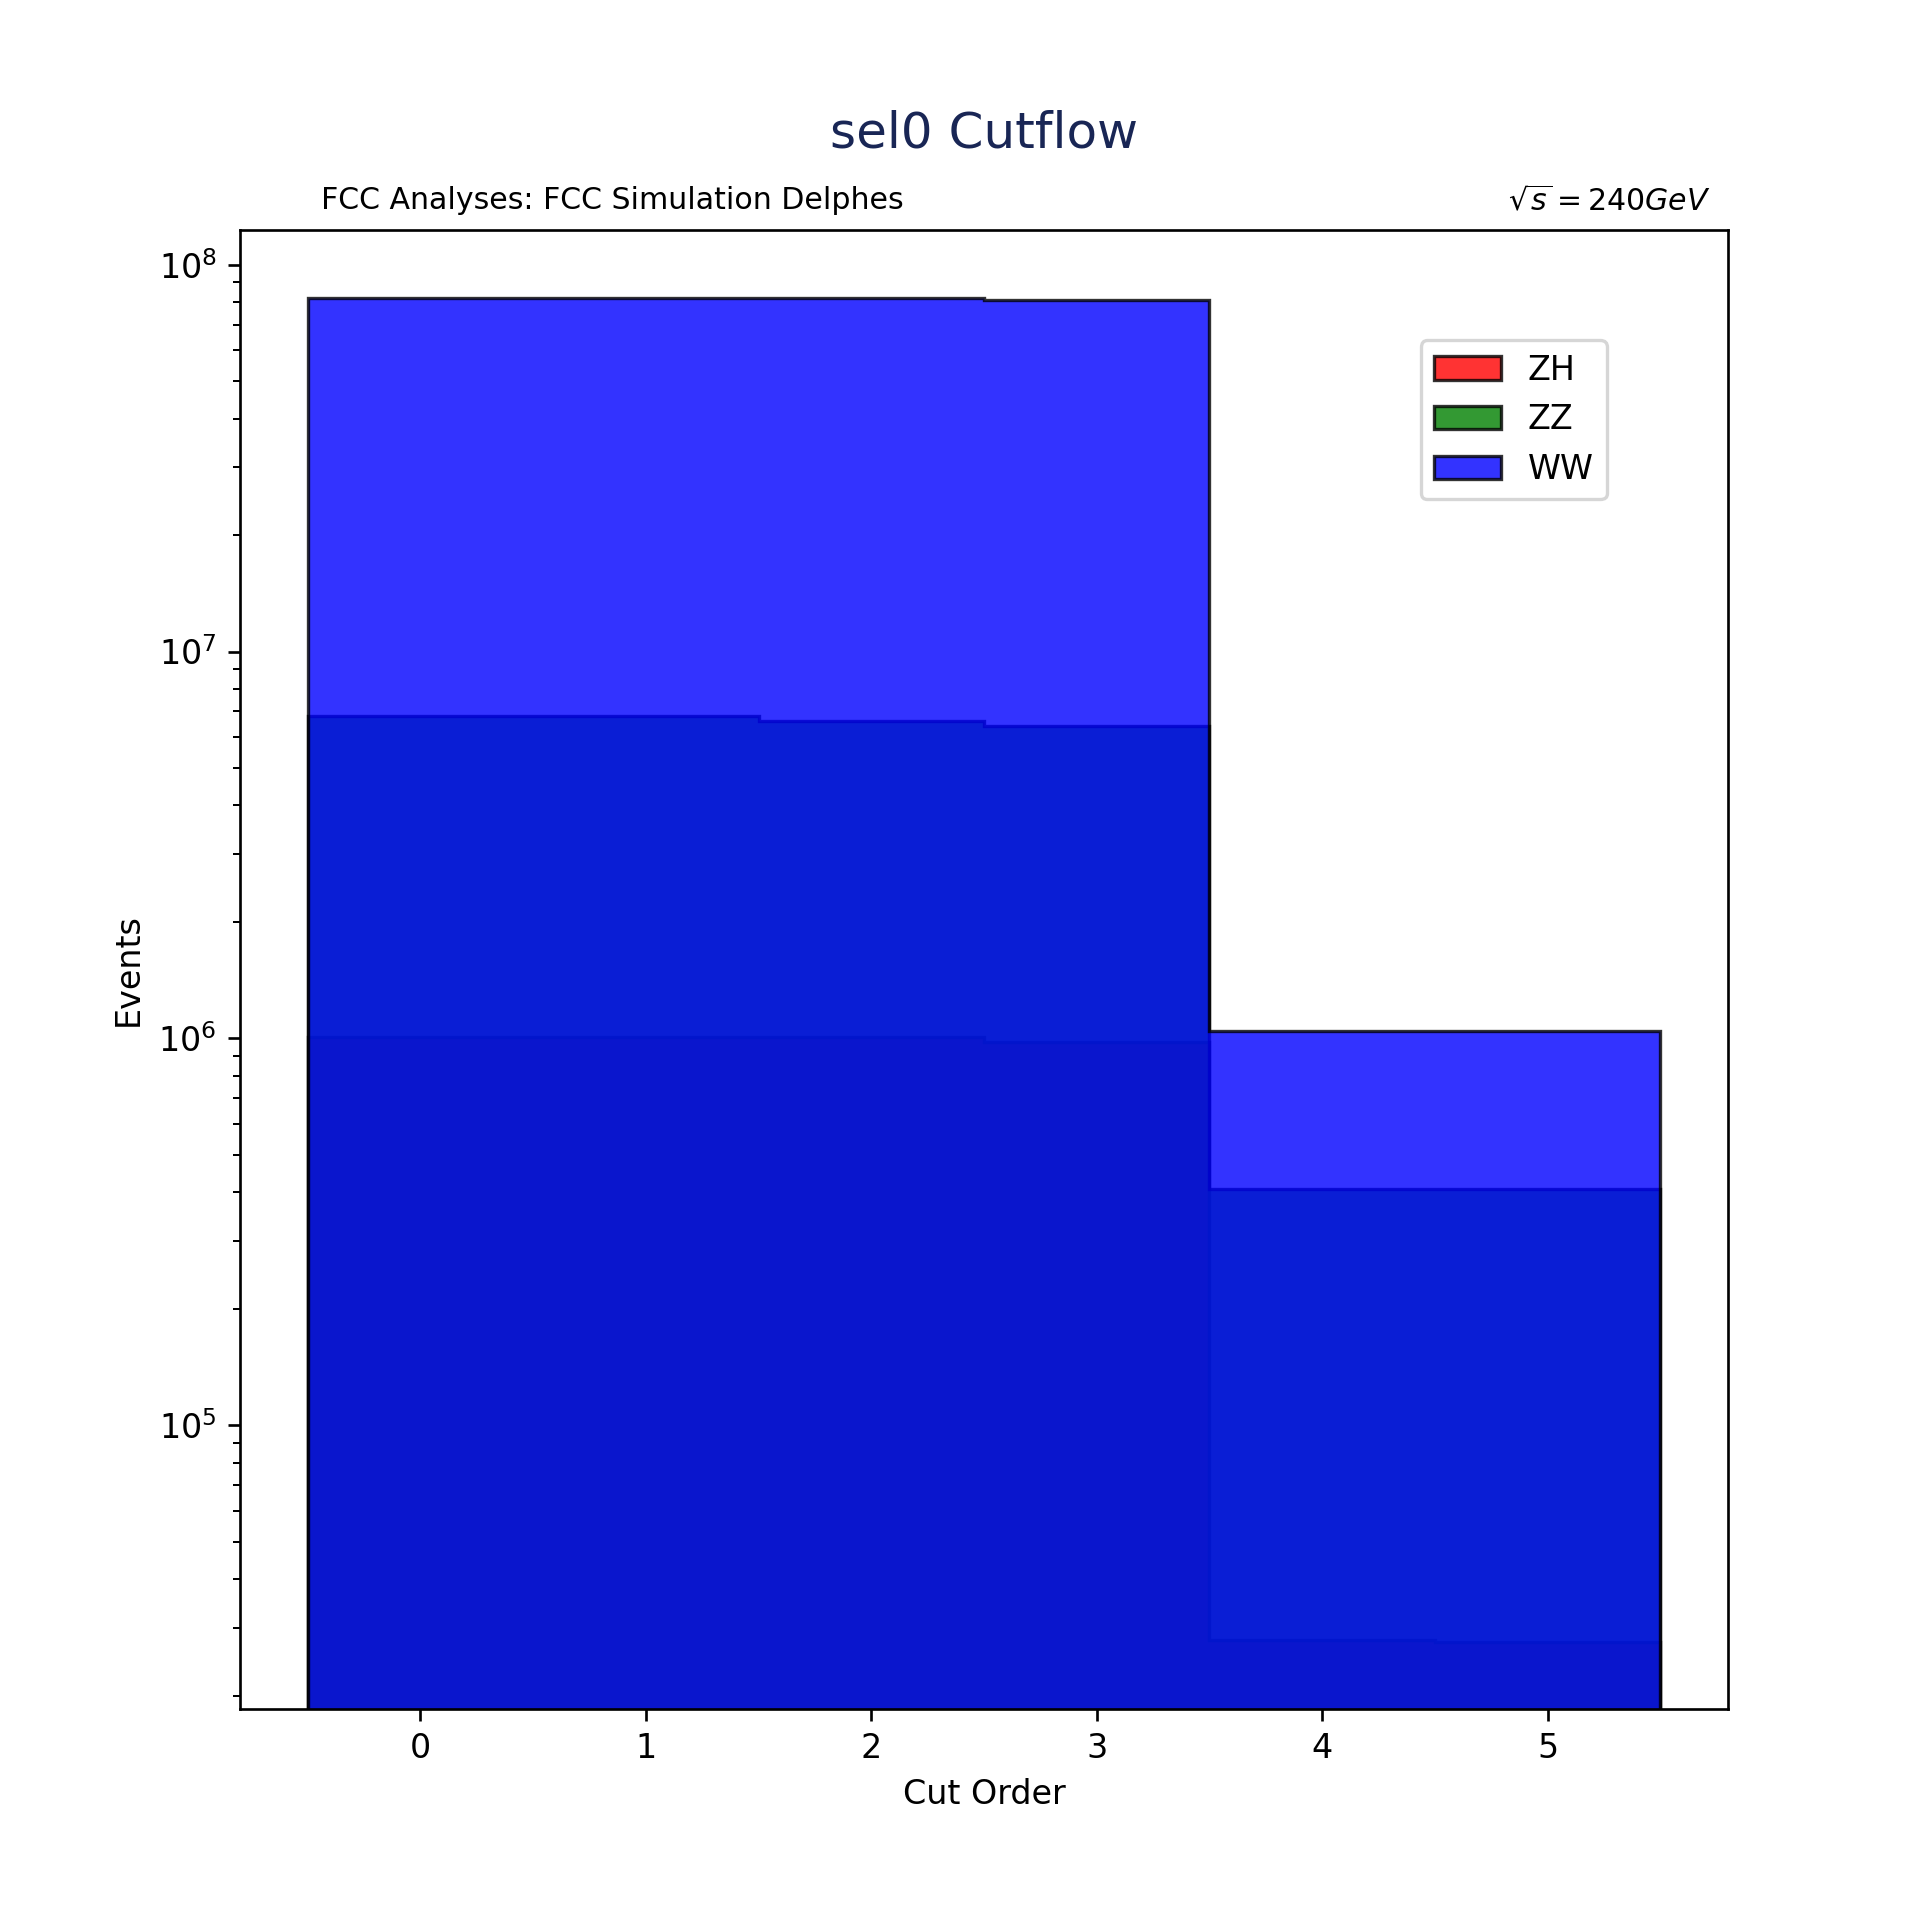 sel0 Cutflow
FCC Analyses: FCC Simulation Delphes
√s = 240GeV
10⁸
10⁷
10⁶
10⁵
Events
ZH
ZZ
WW
0 1 2 3 4 5
Cut Order